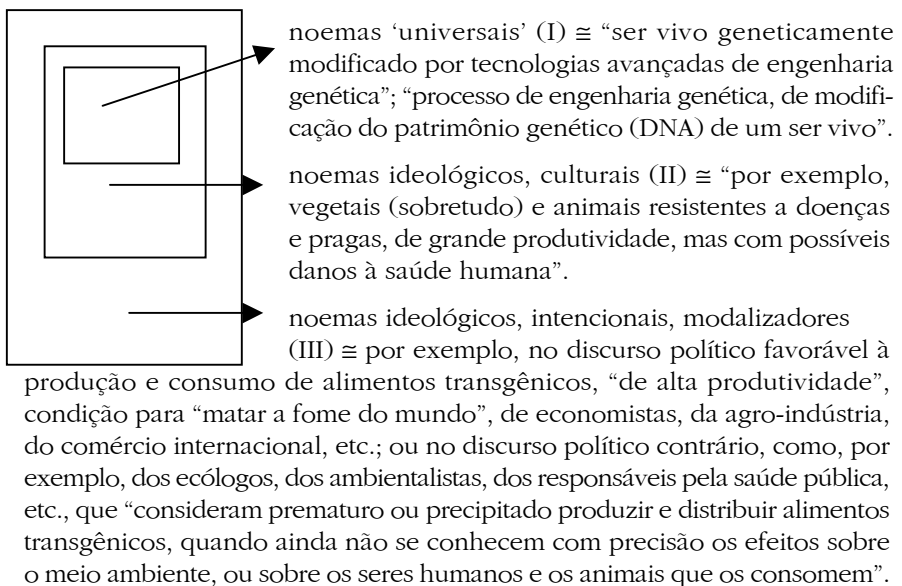 noemas ‘universais’ (I) ≅ “ser vivo geneticamente
modificado por tecnologias avançadas de engenharia
genética”; “processo de engenharia genética, de modifi-
cação do patrimônio genético (DNA) de um ser vivo”.
noemas ideológicos, culturais (II) ≅ “por exemplo,
vegetais (sobretudo) e animais resistentes a doenças
e pragas, de grande produtividade, mas com possíveis
danos à saúde humana”.
noemas ideológicos, intencionais, modalizadores
(III) ≅ por exemplo, no discurso político favorável à
produção e consumo de alimentos transgênicos, “de alta produtividade”,
condição para “matar a fome do mundo”, de economistas, da agro-indústria,
do comércio internacional, etc.; ou no discurso político contrário, como, por
exemplo, dos ecólogos, dos ambientalistas, dos responsáveis pela saúde pública,
etc., que “consideram prematuro ou precipitado produzir e distribuir alimentos
transgênicos, quando ainda não se conhecem com precisão os efeitos sobre
o meio ambiente, ou sobre os seres humanos e os animais que os consomem”.